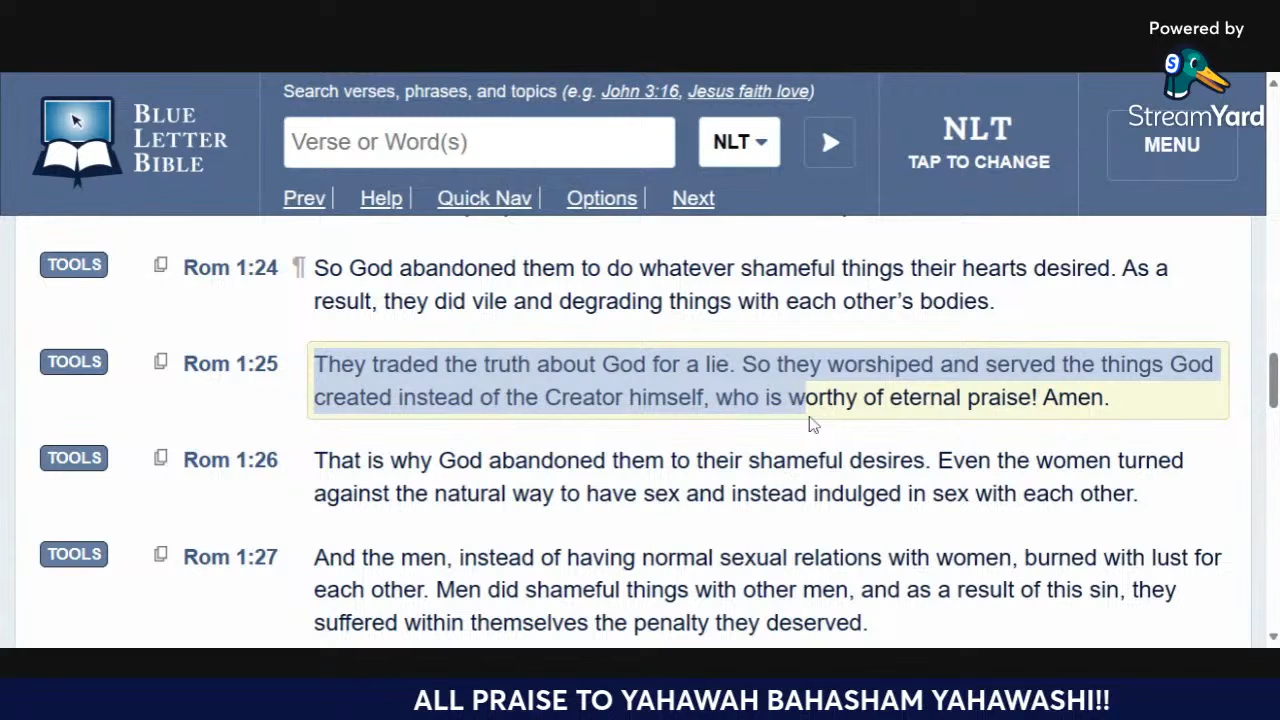 Powered by
StreamYard
BLUE
LETTER
BIBLE
Search verses, phrases, and topics (e.g. John 3:16, Jesus faith love)
Verse or Word(s)
NLT
Prev
Help
Quick Nav
Options
Next
NLT
TAP TO CHANGE
MENU
TOOLS
Rom 1:24
¶ So God abandoned them to do whatever shameful things their hearts desired. As a
result, they did vile and degrading things with each other’s bodies.
TOOLS
Rom 1:25
They traded the truth about God for a lie. So they worshiped and served the things God
created instead of the Creator himself, who is worthy of eternal praise! Amen.
TOOLS
Rom 1:26
That is why God abandoned them to their shameful desires. Even the women turned
against the natural way to have sex and instead indulged in sex with each other.
TOOLS
Rom 1:27
And the men, instead of having normal sexual relations with women, burned with lust for
each other. Men did shameful things with other men, and as a result of this sin, they
suffered within themselves the penalty they deserved.
ALL PRAISE TO YAHAWAH BAHASHAM YAHAWASHI!!